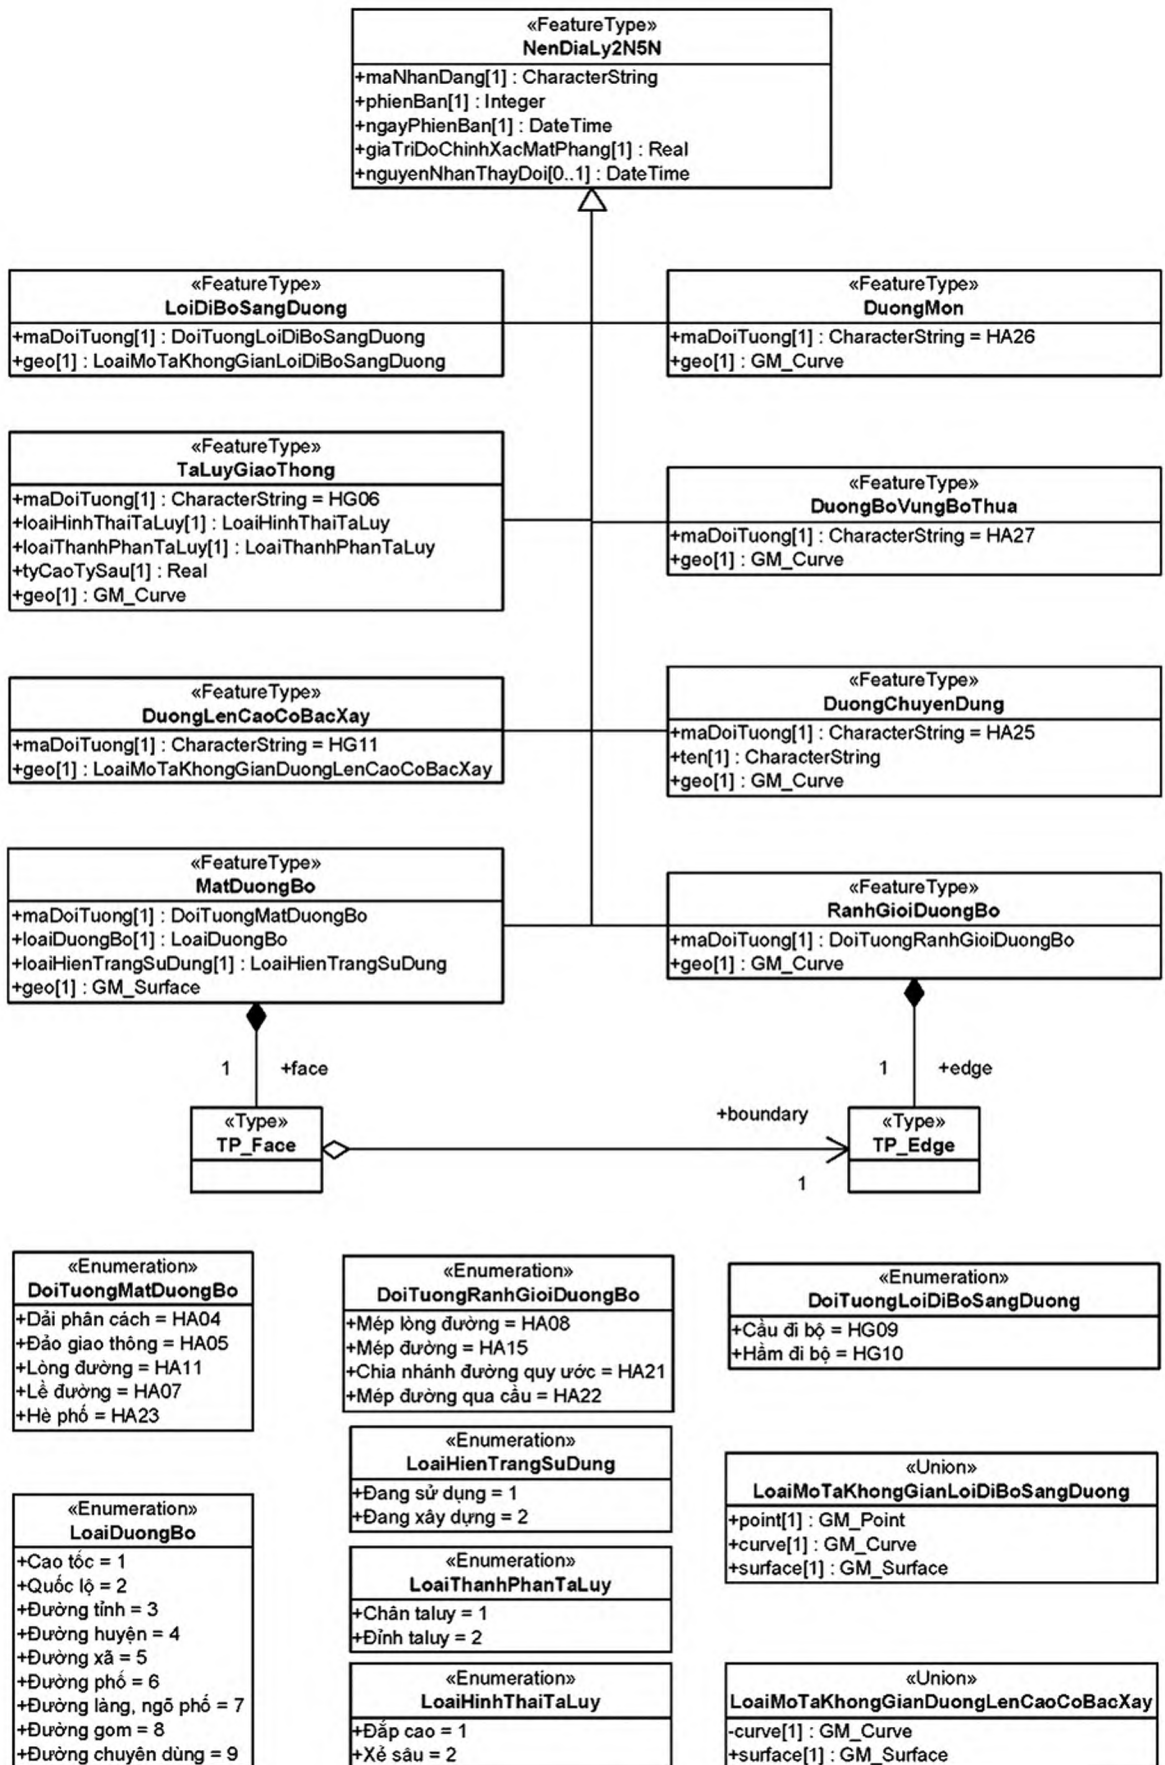 «FeatureType»
NenDiaLy2N5N
+maNhanDang[1] : CharacterString
+phienBan[1] : Integer
+ngayPhienBan[1] : DateTime
+giaTriDoChinhXacMatPhang[1] : Real
+nguyenNhanThayDoi[0..1] : DateTime
«FeatureType»
LoiDiBoSangDuong
+maDoiTuong[1] : DoiTuongLoiDiBoSangDuong
+geo[1] : LoaiMoTaKhongGianLoiDiBoSangDuong
«FeatureType»
DuongMon
+maDoiTuong[1] : CharacterString = HA26
+geo[1] : GM_Curve
«FeatureType»
TaLuyGiaoThong
+maDoiTuong[1] : CharacterString = HG06
+loaiHinhThaiTaLuy[1] : LoaiHinhThaiTaLuy
+loaiThanhPhanTaLuy[1] : LoaiThanhPhanTaLuy
+tyCaoTySau[1] : Real
+geo[1] : GM_Curve
«FeatureType»
DuongBoVungBoThua
+maDoiTuong[1] : CharacterString = HA27
+geo[1] : GM_Curve
«FeatureType»
DuongLenCaoCoBacXay
+maDoiTuong[1] : CharacterString = HG11
+geo[1] : LoaiMoTaKhongGianDuongLenCaoCoBacXay
«FeatureType»
DuongChuyenDung
+maDoiTuong[1] : CharacterString = HA25
+ten[1] : CharacterString
+geo[1] : GM_Curve
«FeatureType»
MatDuongBo
+maDoiTuong[1] : DoiTuongMatDuongBo
+loaiDuongBo[1] : LoaiDuongBo
+loaiHienTrangSuDung[1] : LoaiHienTrangSuDung
+geo[1] : GM_Surface
«FeatureType»
RanhGioiDuongBo
+maDoiTuong[1] : DoiTuongRanhGioiDuongBo
+geo[1] : GM_Curve
1 +face
1 +edge
«Type»
TP_Face
+boundary
1
«Type»
TP_Edge
«Enumeration»
DoiTuongMatDuongBo
+Dải phân cách = HA04
+Đảo giao thông = HA05
+Lòng đường = HA11
+Lề đường = HA07
+Hè phố = HA23
«Enumeration»
DoiTuongRanhGioiDuongBo
+Mép lòng đường = HA08
+Mép đường = HA15
+Chia nhánh đường quy ước = HA21
+Mép đường qua cầu = HA22
«Enumeration»
DoiTuongLoiDiBoSangDuong
+Cầu đi bộ = HG09
+Hầm đi bộ = HG10
«Enumeration»
LoaiHienTrangSuDung
+Đang sử dụng = 1
+Đang xây dựng = 2
«Union»
LoaiMoTaKhongGianLoiDiBoSangDuong
+point[1] : GM_Point
+curve[1] : GM_Curve
+surface[1] : GM_Surface
«Enumeration»
LoaiDuongBo
+Cao tốc = 1
+Quốc lộ = 2
+Đường tỉnh = 3
+Đường huyện = 4
+Đường xã = 5
+Đường phố = 6
+Đường làng, ngõ phố = 7
+Đường gom = 8
+Đường chuyên dùng = 9
«Enumeration»
LoaiThanhPhanTaLuy
+Chân taluy = 1
+Đỉnh taluy = 2
«Enumeration»
LoaiHinhThaiTaLuy
+Đắp cao = 1
+Xẻ sâu = 2
«Union»
LoaiMoTaKhongGianDuongLenCaoCoBacXay
-curve[1] : GM_Curve
+surface[1] : GM_Surface